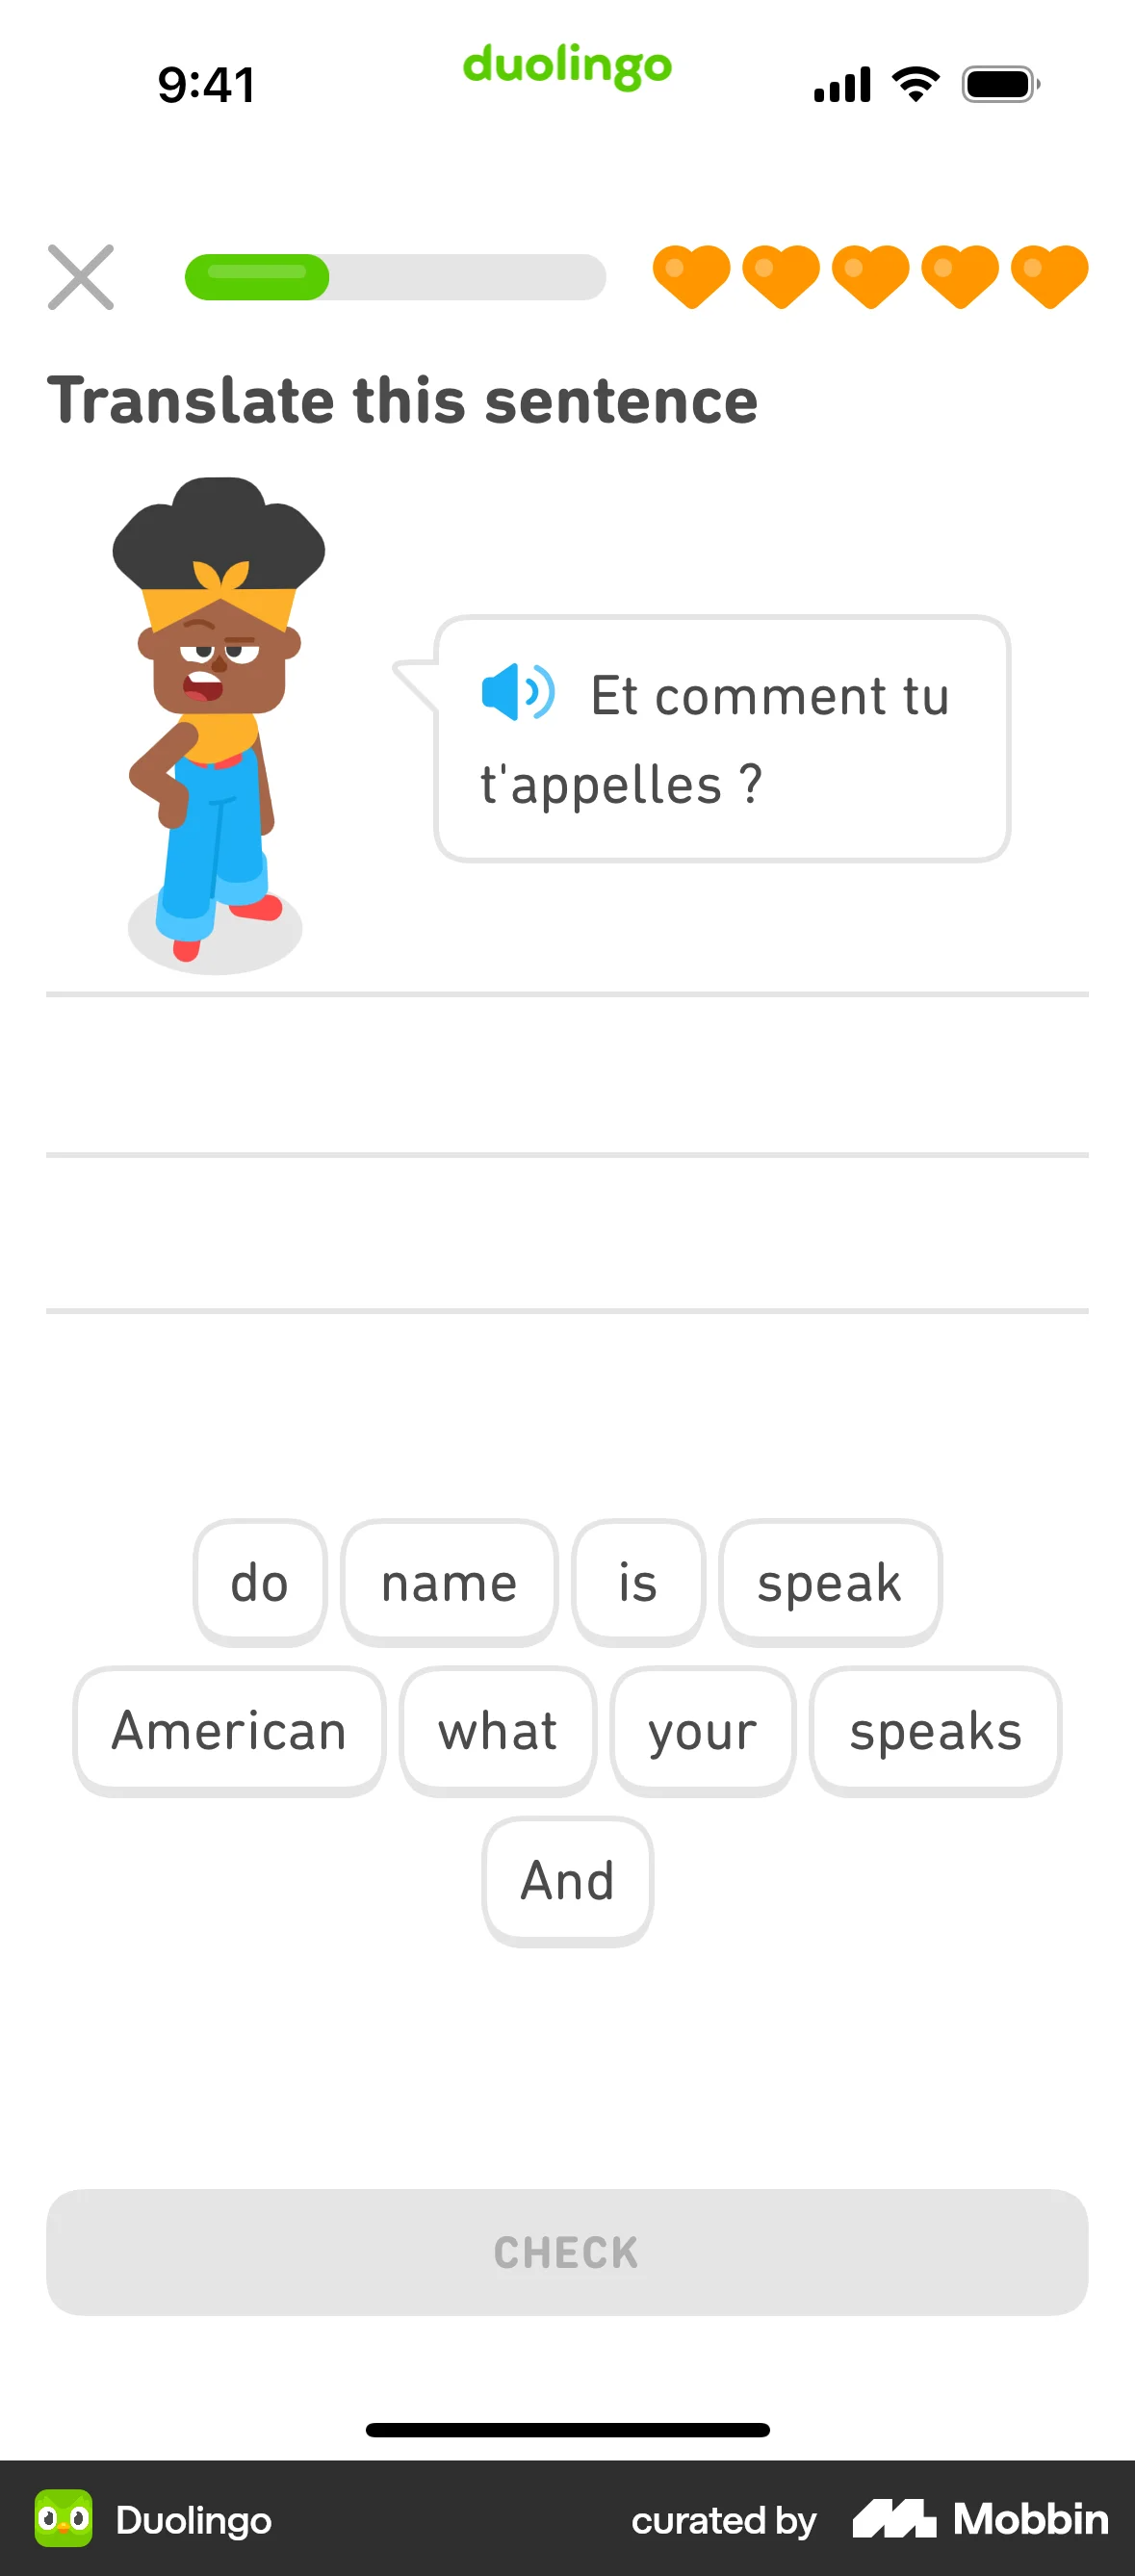 9:41
duolingo
Translate this sentence
Et comment tu
t'appelles ?
do name is speak
American what your speaks
And
CHECK
Duolingo curated by Mobbin